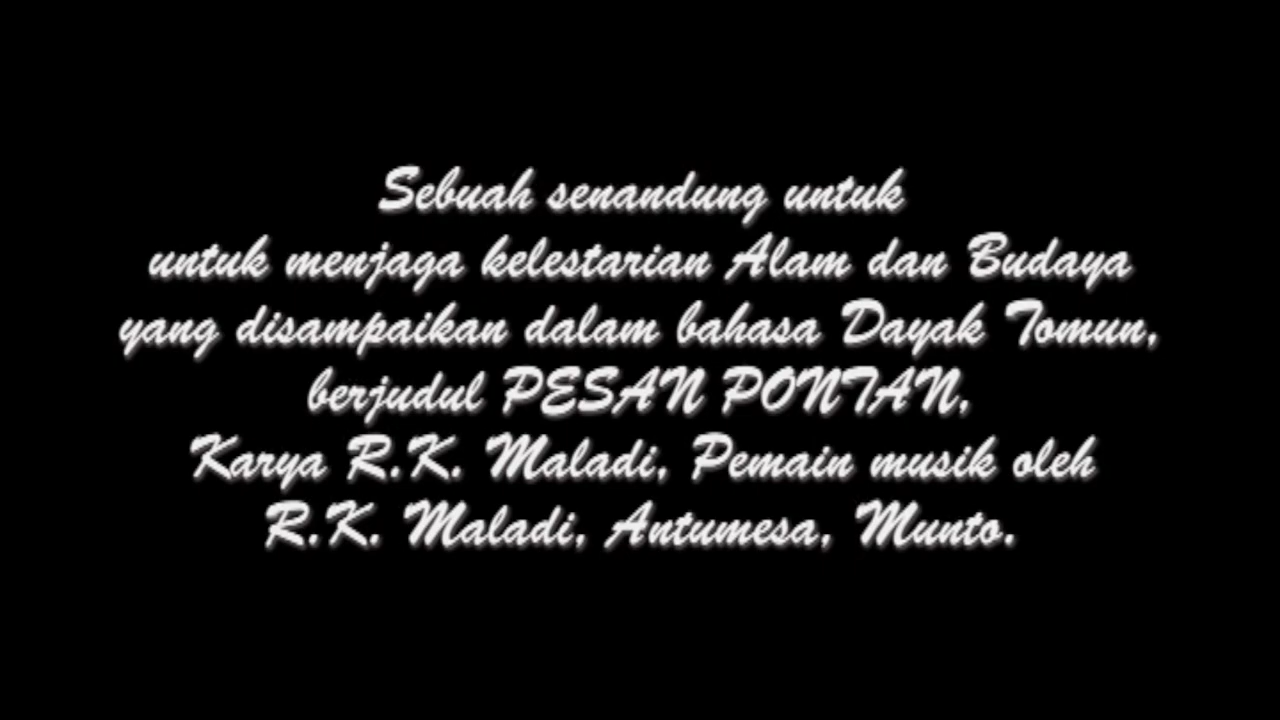 Sebuah senandung untuk
untuk menjaga kelestarian Alam dan Budaya
yang disampaikan dalam bahasa Dayak Tomun,
berjudul PESAN PONTAN,
Karya R.K. Maladi, Pemain musik oleh
R.K. Maladi, Antumesa, Munto.